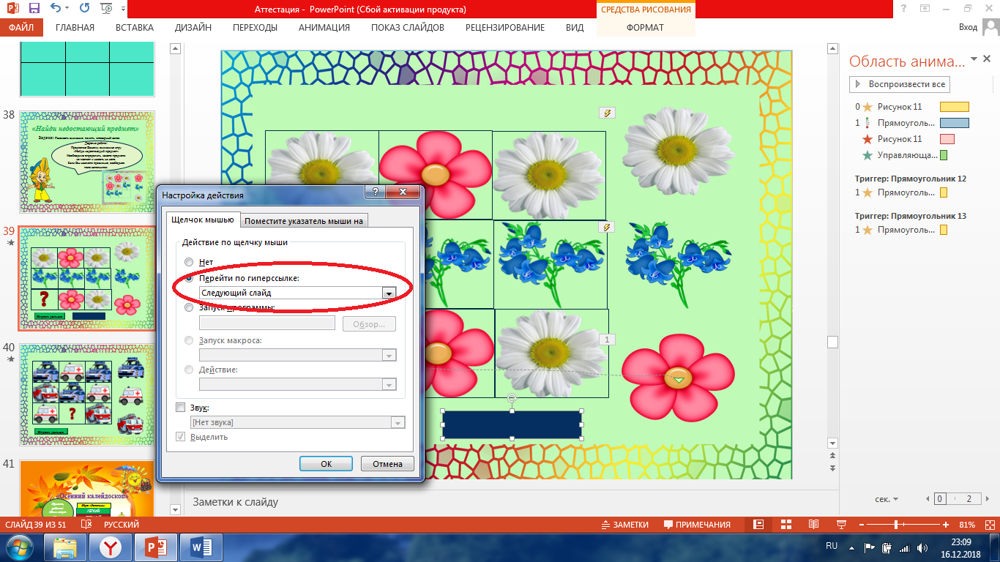 Аттестация - PowerPoint (Сбой активации продукта)
СРЕДСТВА РИСОВАНИЯ
?
ФАЙЛ ГЛАВНАЯ ВСТАВКА ДИЗАЙН ПЕРЕХОДЫ АНИМАЦИЯ ПОКАЗ СЛАЙДОВ РЕЦЕНЗИРОВАНИЕ ВИД ФОРМАТ Вход
38
«Найди недостающий предмет»
39
?
40
?
41
«Осенний калейдоскоп»
Настройка действия
?
Щелчок мышью Поместите указатель мыши на
Действие по щелчку мыши
Нет
Перейти по гиперссылке:
Следующий слайд
Запуск программы:
Обзор...
Запуск макроса:
Действие:
Звук:
[Нет звука]
Выделить
ОК Отмена
1
Заметки к слайду
Область анима...
Воспроизвести все
0 Рисунок 11
1 Прямоуголь...
Рисунок 11
Управляюща...
Триггер: Прямоугольник 12
1 Прямоуголь...
Триггер: Прямоугольник 13
1 Прямоуголь...
сек. 0 2
СЛАЙД 39 ИЗ 51 РУССКИЙ ЗАМЕТКИ ПРИМЕЧАНИЯ 81%
RU 23:09
16.12.2018